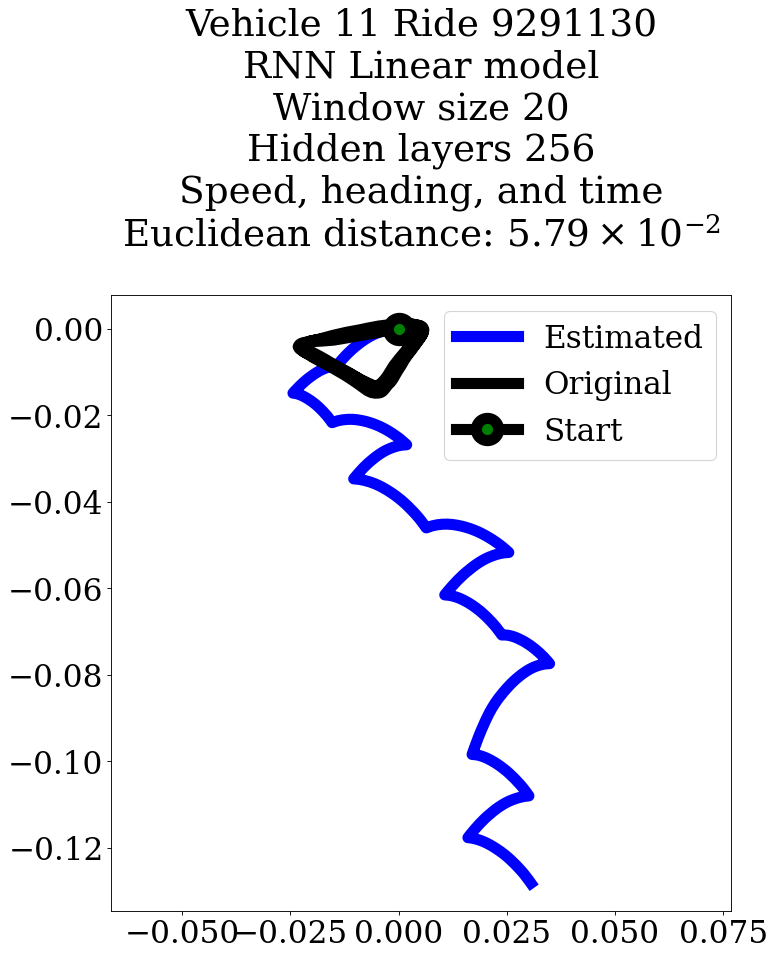 Vehicle 11 Ride 9291130
RNN Linear model
Window size 20
Hidden layers 256
Speed, heading, and time
Euclidean distance: 5.79 × 10⁻²
Estimated
Original
Start
0.00
−0.02
−0.04
−0.06
−0.08
−0.10
−0.12
−0.050 −0.025 0.000 0.025 0.050 0.075